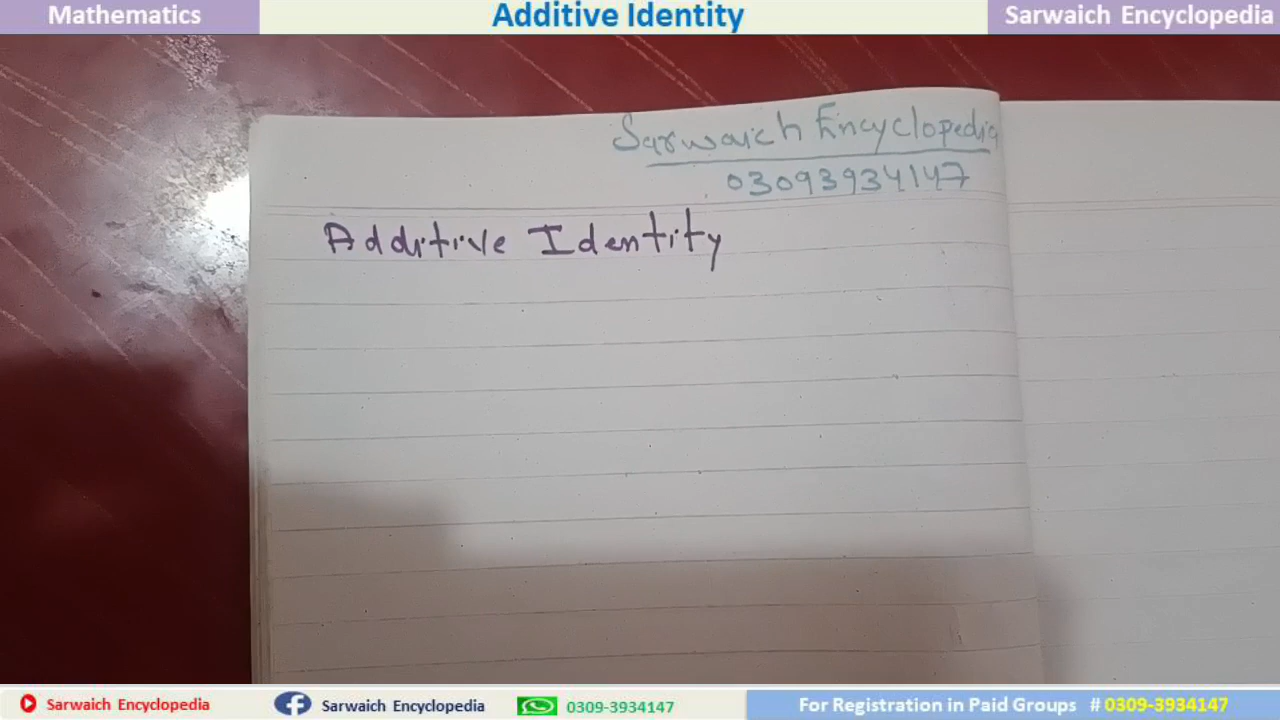 Mathematics
Additive Identity
Sarwaich Encyclopedia
Sarwaich Encyclopedia
03093934147
Additive Identity
Sarwaich Encyclopedia
Sarwaich Encyclopedia
0309-3934147
For Registration in Paid Groups # 0309-3934147